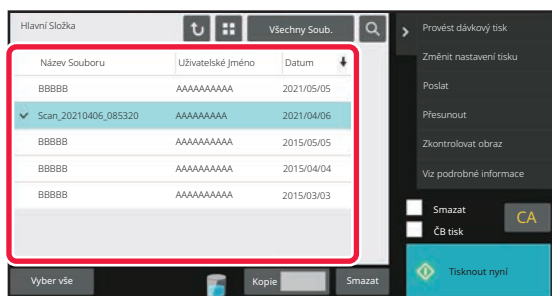 Hlavní Složka
Všechny Soub.
Název Souboru Uživatelské Jméno Datum
BBBBB AAAAAAAAAA 2021/05/05
Scan_20210406_085320 AAAAAAAAA 2021/04/06
BBBBB AAAAAAAAAA 2015/05/05
BBBBB AAAAAAAAAA 2015/04/04
BBBBB AAAAAAAAAA 2015/03/03
Vyber vše
Kopie
Smazat
Provést dávkový tisk
Změnit nastavení tisku
Poslat
Přesunout
Zkontrolovat obraz
Viz podrobné informace
Smazat
ČB tisk
CA
Tisknout nyní